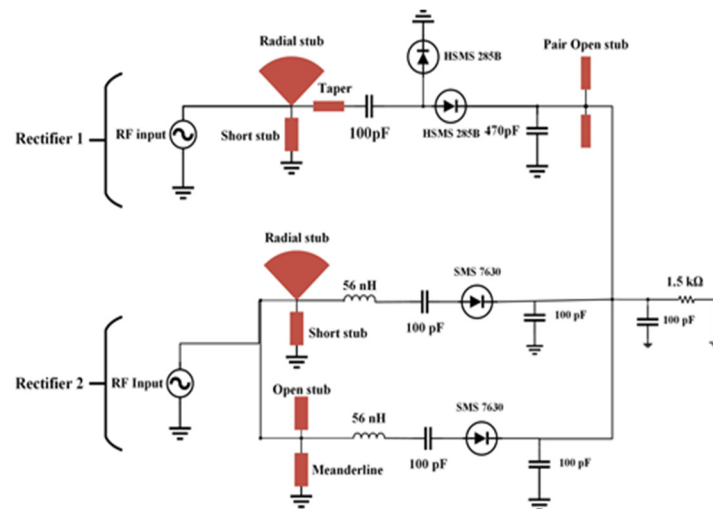 Radial stub
HSMS 285B
Pair Open stub
Taper
Rectifier 1
RF input
Short stub
100pF
HSMS 285B
470pF
Radial stub
56 nH
SMS 7630
1.5 kΩ
100 pF
100 pF
100 pF
Short stub
Rectifier 2
RF Input
Open stub
56 nH
SMS 7630
Meanderline
100 pF
100 pF